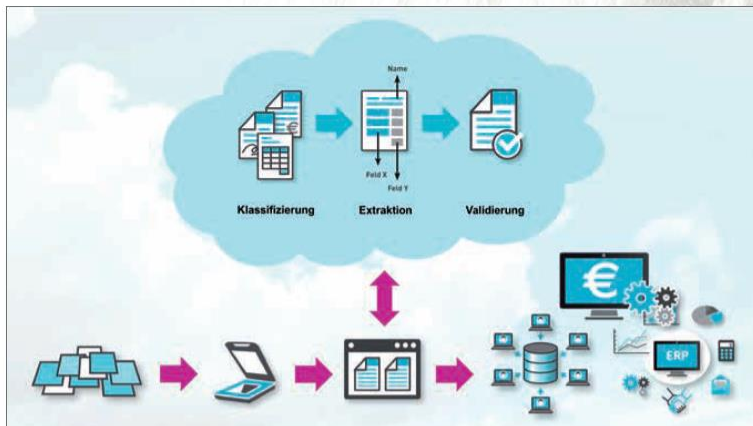 Name
Feld X
Feld Y
Klassifizierung
Extraktion
Validierung
€
€
ERP